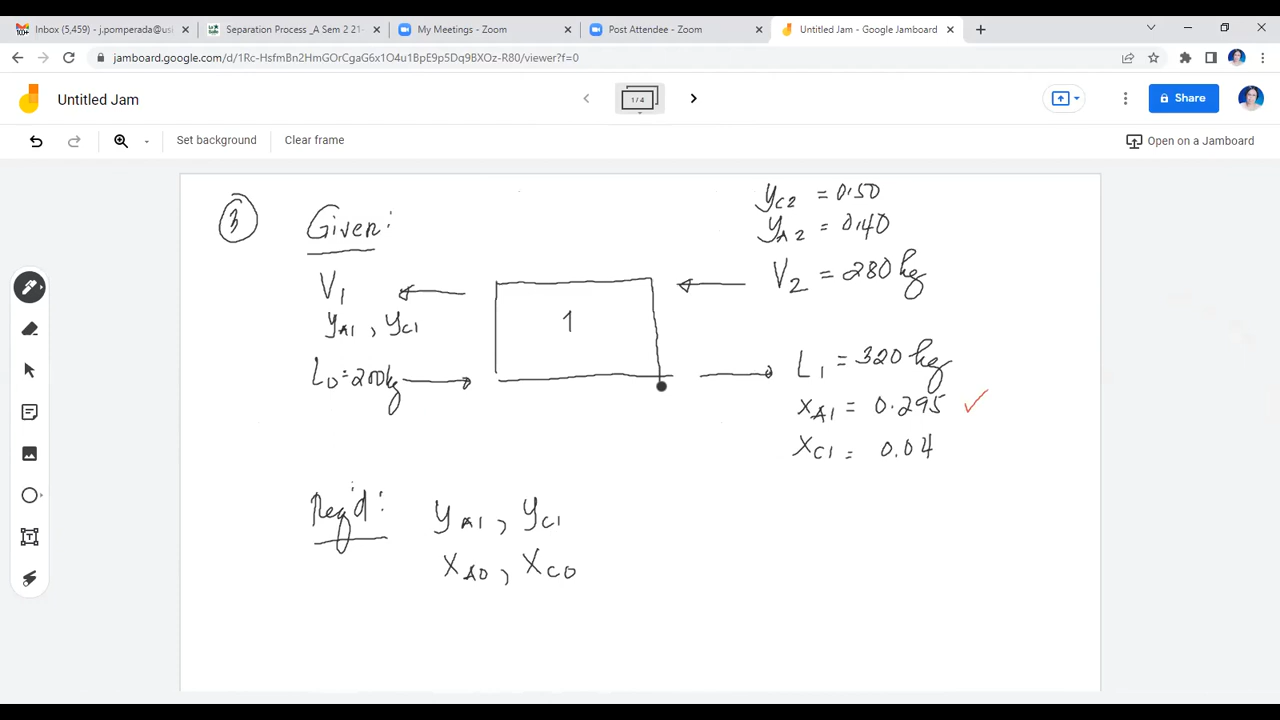 Inbox (5,459) - j.pomperada@usi
Separation Process _A Sem 2 21-
My Meetings - Zoom
Post Attendee - Zoom
Untitled Jam - Google Jamboard
jamboard.google.com/d/1Rc-HsfmBn2HmGOrCgaG6x1O4u1BpE9p5Dq9BXOz-R80/viewer?f=0
Untitled Jam
1 / 4
Share
Set background
Clear frame
Open on a Jamboard
3
Given:
yC2 = 0.50
yA2 = 0.40
V2 = 280 kg
V1
yA1, yC1
1
L0 = 200kg
L1 = 320 kg
xA1 = 0.295 ✓
xC1 = 0.04
Req'd: yA1, yC1
xA0, xC0